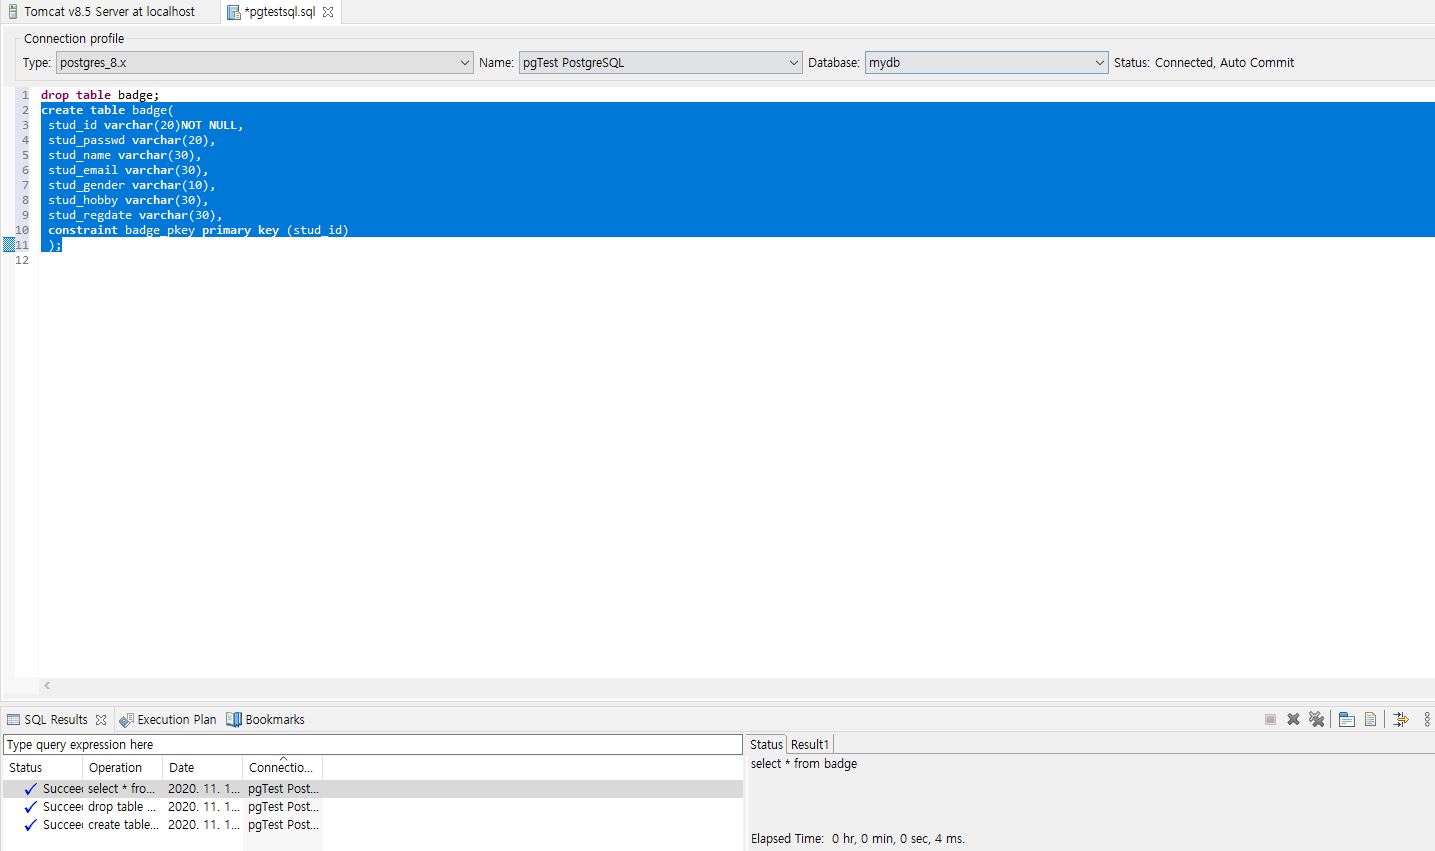 Tomcat v8.5 Server at localhost *pgtestsql.sql
Connection profile
Type: postgres_8.x Name: pgTest PostgreSQL Database: mydb Status: Connected, Auto Commit
1 drop table badge;
2 create table badge(
3 stud_id varchar(20)NOT NULL,
4 stud_passwd varchar(20),
5 stud_name varchar(30),
6 stud_email varchar(30),
7 stud_gender varchar(10),
8 stud_hobby varchar(30),
9 stud_regdate varchar(30),
10 constraint badge_pkey primary key (stud_id)
11 );
12
SQL Results Execution Plan Bookmarks
Type query expression here
Status Operation Date Connectio...
Succee select * fro... 2020. 11. 1... pgTest Post...
Succee drop table ... 2020. 11. 1... pgTest Post...
Succee create table... 2020. 11. 1... pgTest Post...
Status Result1
select * from badge
Elapsed Time: 0 hr, 0 min, 0 sec, 4 ms.